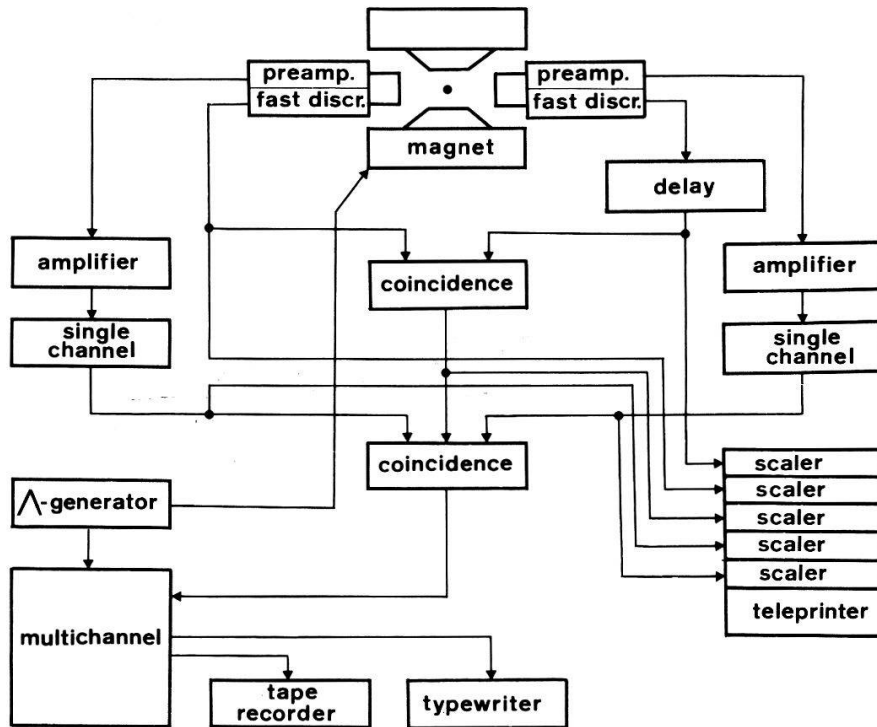 preamp.
fast discr.
preamp.
fast discr.
magnet
delay
amplifier
coincidence
amplifier
single
channel
single
channel
coincidence
scaler
Λ-generator
scaler
scaler
scaler
scaler
multichannel
teleprinter
tape
recorder
typewriter